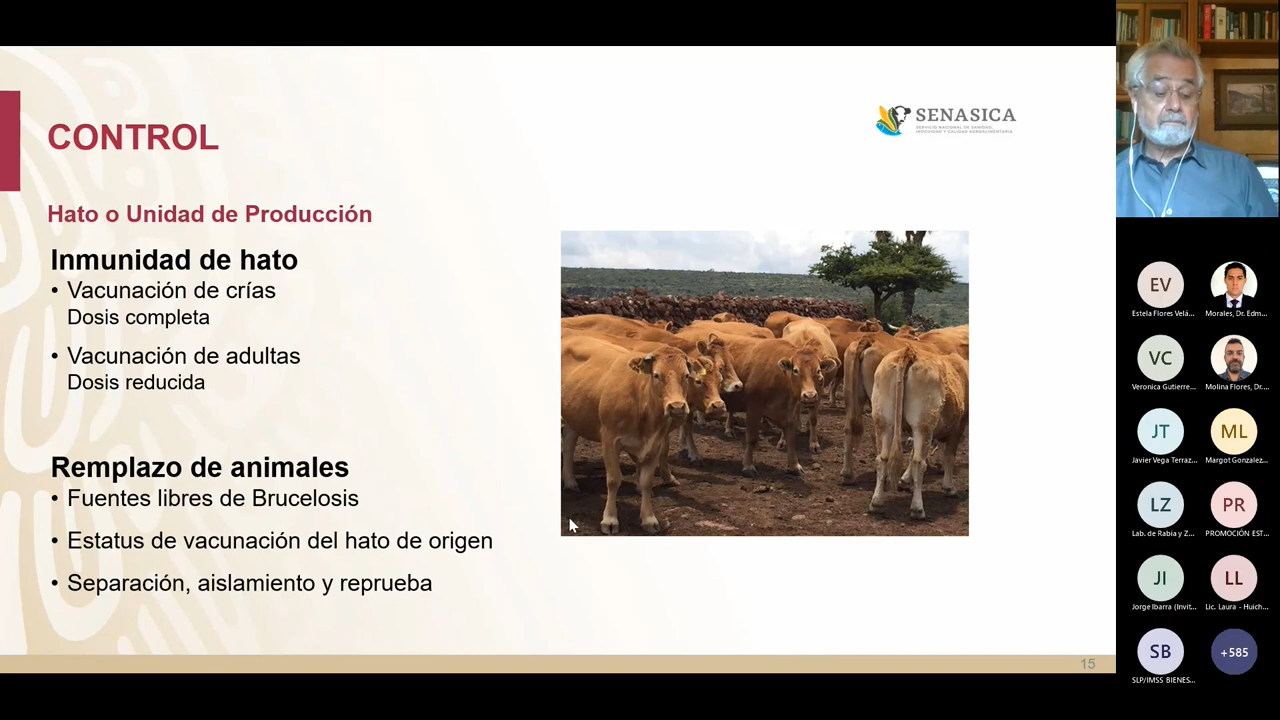 CONTROL
SENASICA
SERVICIO NACIONAL DE SANIDAD,
INOCUIDAD Y CALIDAD AGROALIMENTARIA
Hato o Unidad de Producción
Inmunidad de hato
• Vacunación de crías
Dosis completa
• Vacunación de adultas
Dosis reducida
Remplazo de animales
• Fuentes libres de Brucelosis
• Estatus de vacunación del hato de origen
• Separación, aislamiento y reprueba
15
EV
Estela Flores Velá...
Morales, Dr. Edm...
VC
Veronica Gutierre...
Molina Flores, Dr....
JT
Javier Vega Terraz...
ML
Margot Gonzalez...
LZ
Lab. de Rabia y Z...
PR
PROMOCIÓN EST...
JI
Jorge Ibarra (Invit...
LL
Lic. Laura - Huich...
SB
SLP/IMSS BIENES...
+585